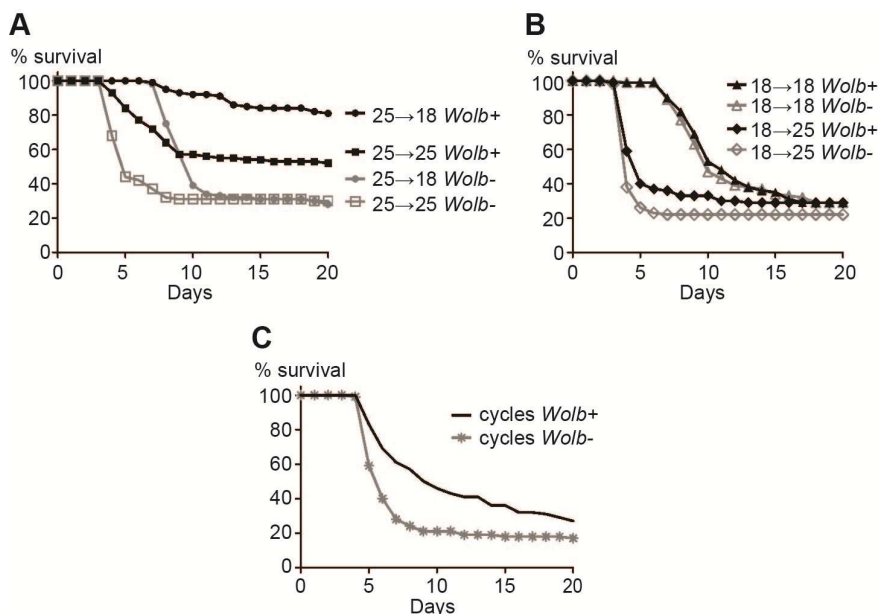 A
% survival
100
80
60
40
20
0
0 5 10 15 20
Days
25→18 Wolb+
25→25 Wolb+
25→18 Wolb-
25→25 Wolb-
B
% survival
100
80
60
40
20
0
0 5 10 15 20
Days
18→18 Wolb+
18→18 Wolb-
18→25 Wolb+
18→25 Wolb-
C
% survival
100
80
60
40
20
0
0 5 10 15 20
Days
cycles Wolb+
cycles Wolb-